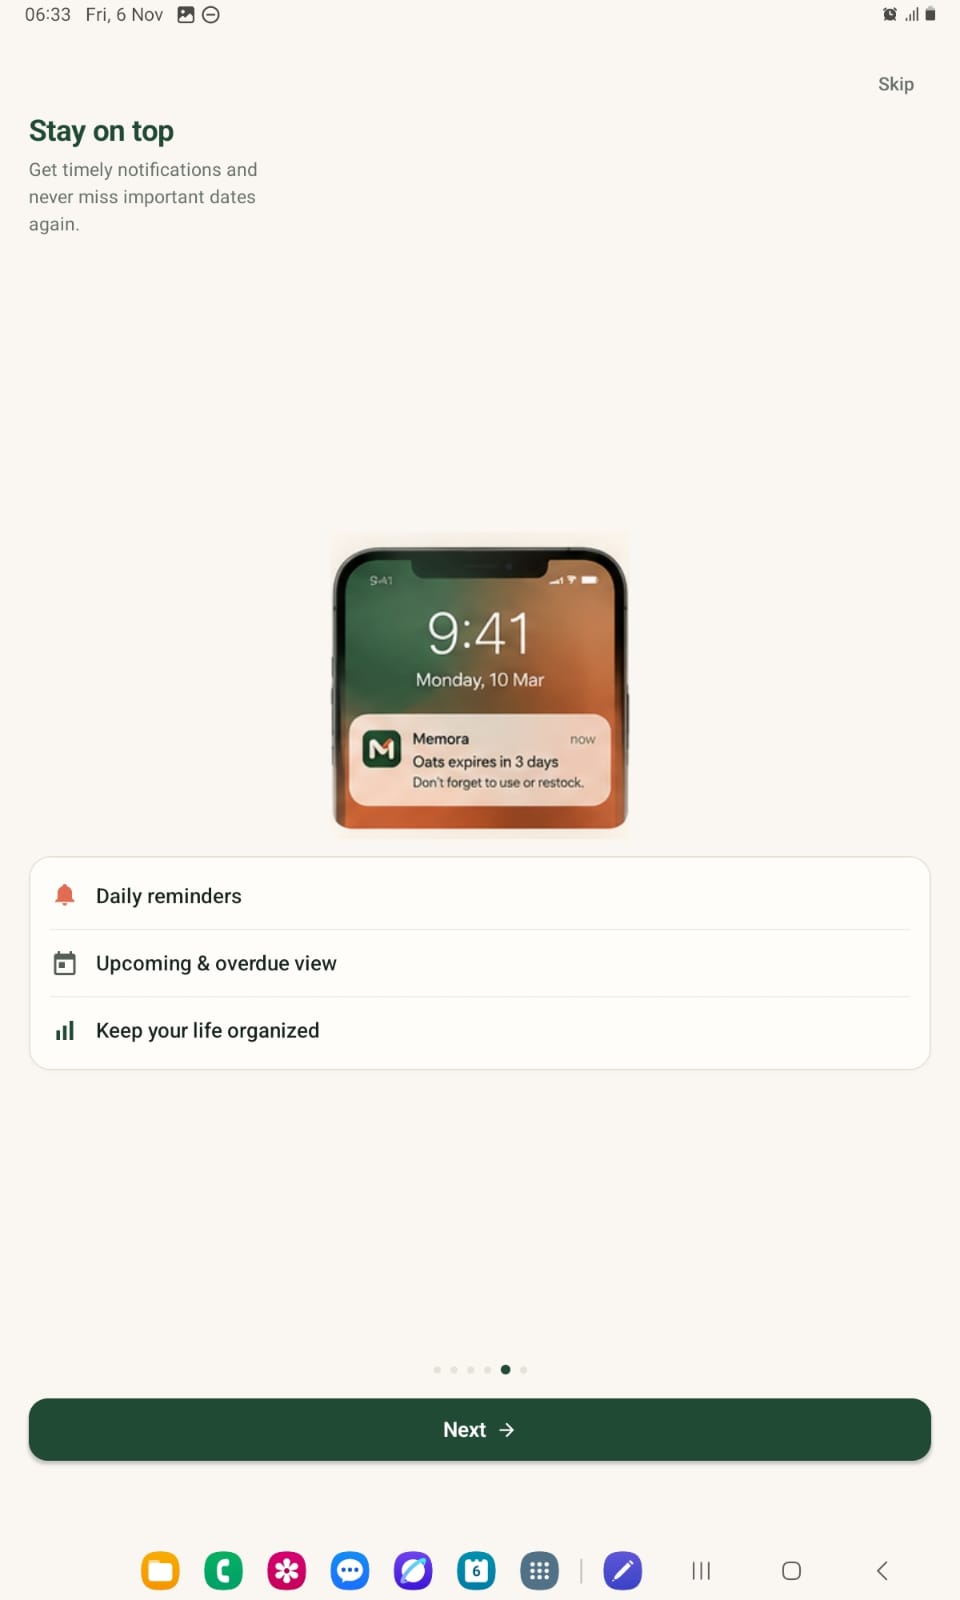 06:33 Fri, 6 Nov
Skip
Stay on top
Get timely notifications and
never miss important dates
again.
9:41
9:41
Monday, 10 Mar
M
Memora now
Oats expires in 3 days
Don't forget to use or restock.
Daily reminders
Upcoming & overdue view
Keep your life organized
Next →
6